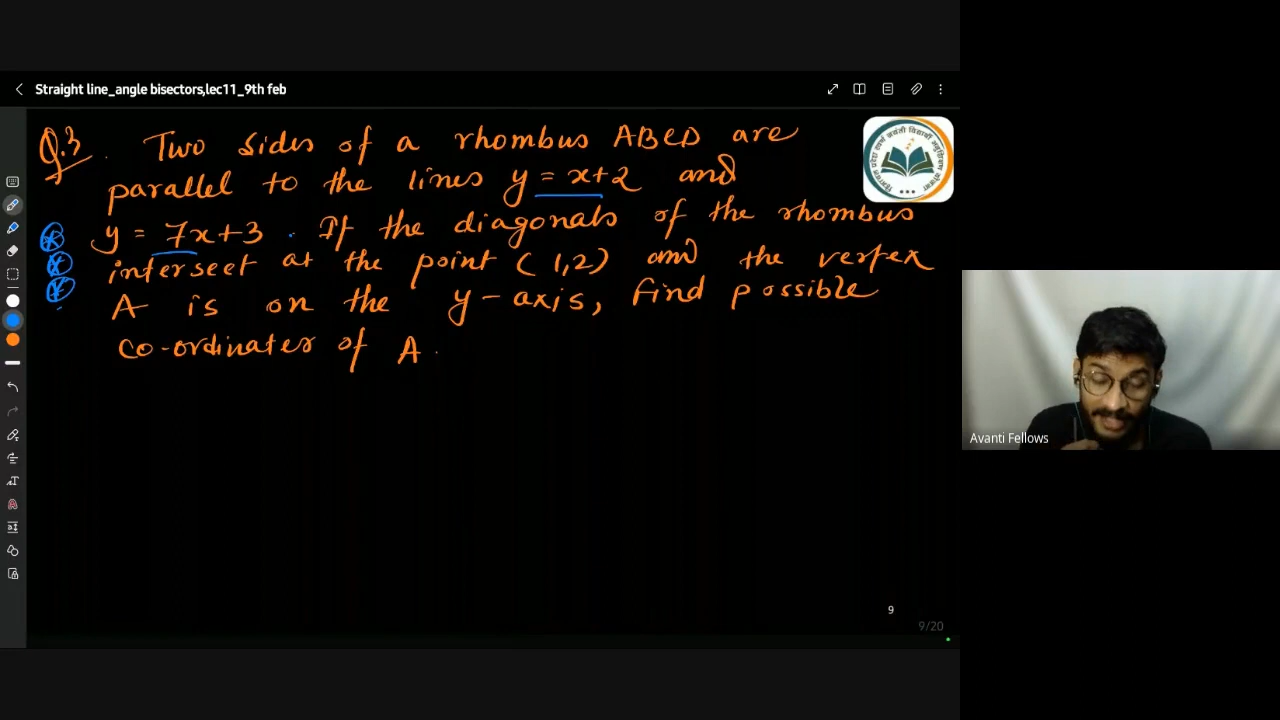 Straight line_angle bisectors,lec11_9th feb
Q.3. Two sides of a rhombus ABCD are
parallel to the lines y = x+2 and
y = 7x+3. If the diagonals of the rhombus
intersect at the point (1,2) and the vertex
A is on the y-axis, find possible
co-ordinates of A.
Avanti Fellows
9
9/20